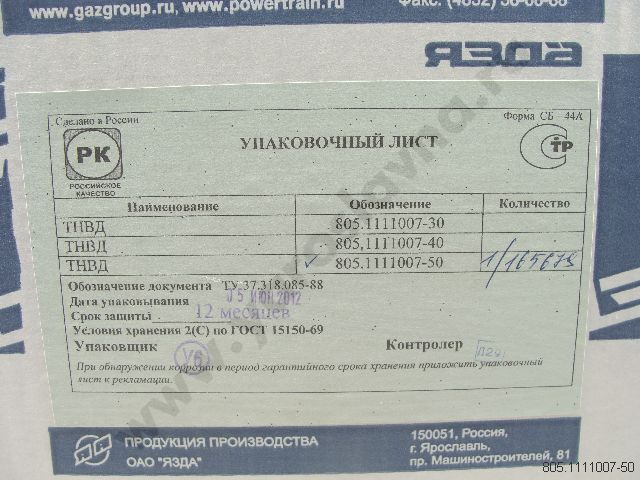 www.gazgroup.ru, www.powertrain.ru
ЯЗДА
Сделано в России
Форма СБ 44А
РК
РОССИЙСКОЕ
КАЧЕСТВО
УПАКОВОЧНЫЙ ЛИСТ
СТР
Наименование Обозначение Количество
ТНВД 805.1111007-30
ТНВД 805.1111007-40
ТНВД ✓ 805.1111007-50
Обозначение документа ТУ.37.318.085-88
Дата упаковывания 15 ИЮН 2012
Срок защиты 12 месяцев
Условия хранения 2(С) по ГОСТ 15150-69
Упаковщик У6 Контролер
При обнаружении коррозии в период гарантийного срока хранения приложить упаковочный
лист к рекламации.
ПРОДУКЦИЯ ПРОИЗВОДСТВА
ОАО "ЯЗДА"
150051, Россия,
г. Ярославль,
пр. Машиностроителей, 81
805.1111007-50